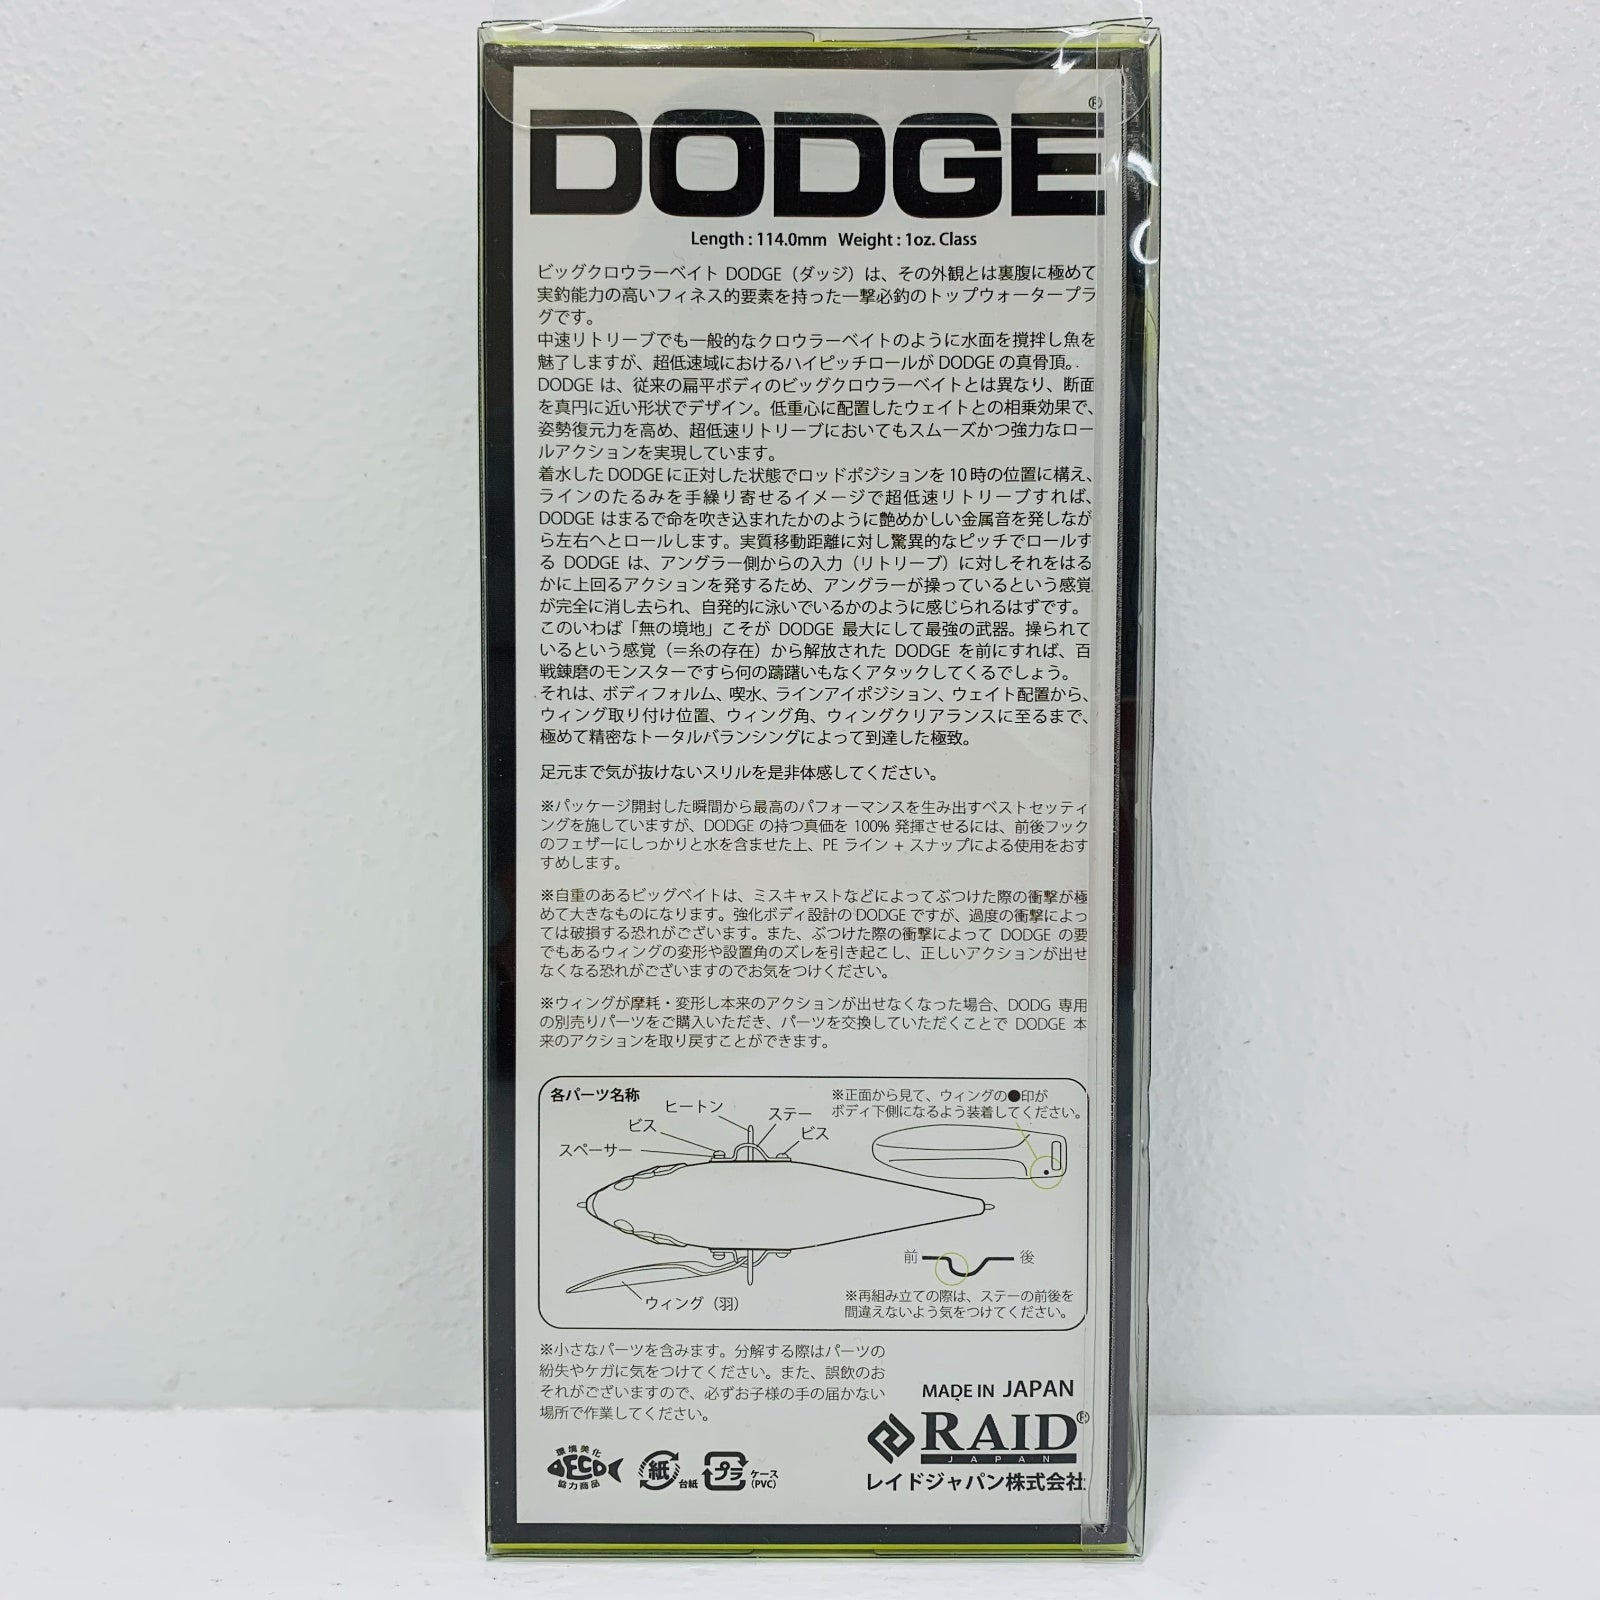 DODGE®
Length : 114.0mm Weight : 1oz. Class
ビッグクロウラーベイト DODGE（ダッジ）は、その外観とは裏腹に極めて
実釣能力の高いフィネス的要素を持った一撃必釣のトップウォータープラ
グです。
中速リトリーブでも一般的なクロウラーベイトのように水面を撹拌し魚を
魅了しますが、超低速域におけるハイピッチロールが DODGE の真骨頂。
DODGE は、従来の扁平ボディのビッグクロウラーベイトとは異なり、断面
を真円に近い形状でデザイン。低重心に配置したウェイトとの相乗効果で、
姿勢復元力を高め、超低速リトリーブにおいてもスムーズかつ強力なロー
ルアクションを実現しています。
着水した DODGE に正対した状態でロッドポジションを 10 時の位置に構え、
ラインのたるみを手繰り寄せるイメージで超低速リトリーブすれば、
DODGE はまるで命を吹き込まれたかのように艶めかしい金属音を発しなが
ら左右へとロールします。実質移動距離に対し驚異的なピッチでロールす
る DODGE は、アングラー側からの入力（リトリーブ）に対しそれをはる
かに上回るアクションを発するため、アングラーが操っているという感覚
が完全に消し去られ、自発的に泳いでいるかのように感じられるはずです。
このいわば「無の境地」こそが DODGE 最大にして最強の武器。操られて
いるという感覚（＝糸の存在）から解放された DODGE を前にすれば、百
戦錬磨のモンスターですら何の躊躇いもなくアタックしてくるでしょう。
それは、ボディフォルム、喫水、ラインアイポジション、ウェイト配置から、
ウィング取り付け位置、ウィング角、ウィングクリアランスに至るまで、
極めて精密なトータルバランシングによって到達した極致。
足元まで気が抜けないスリルを是非体感してください。
※パッケージ開封した瞬間から最高のパフォーマンスを生み出すベストセッティ
ングを施していますが、DODGE の持つ真価を 100% 発揮させるには、前後フック
のフェザーにしっかりと水を含ませた上、PE ライン + スナップによる使用をおす
すめします。
※自重のあるビッグベイトは、ミスキャストなどによってぶつけた際の衝撃が極
めて大きなものになります。強化ボディ設計の DODGE ですが、過度の衝撃によっ
ては破損する恐れがございます。また、ぶつけた際の衝撃によって DODGE の要
でもあるウィングの変形や設置角のズレを引き起こし、正しいアクションが出せ
なくなる恐れがございますのでお気をつけください。
※ウィングが摩耗・変形し本来のアクションが出せなくなった場合、DODG 専用
の別売りパーツをご購入いただき、パーツを交換していただくことで DODGE 本
来のアクションを取り戻すことができます。
各パーツ名称
ヒートン
ステー
ビス
ビス
スペーサー
※正面から見て、ウィングの●印が
ボディ下側になるよう装着してください。
ウィング（羽）
前
後
※再組み立ての際は、ステーの前後を
間違えないよう気をつけてください。
※小さなパーツを含みます。分解する際はパーツの
紛失やケガに気をつけてください。また、誤飲のお
それがございますので、必ずお子様の手の届かない
場所で作業してください。
MADE IN JAPAN
RAID®
JAPAN
レイドジャパン株式会社
環境美化
DECO
協力商品
紙
台紙
プラ
ケース
(PVC)